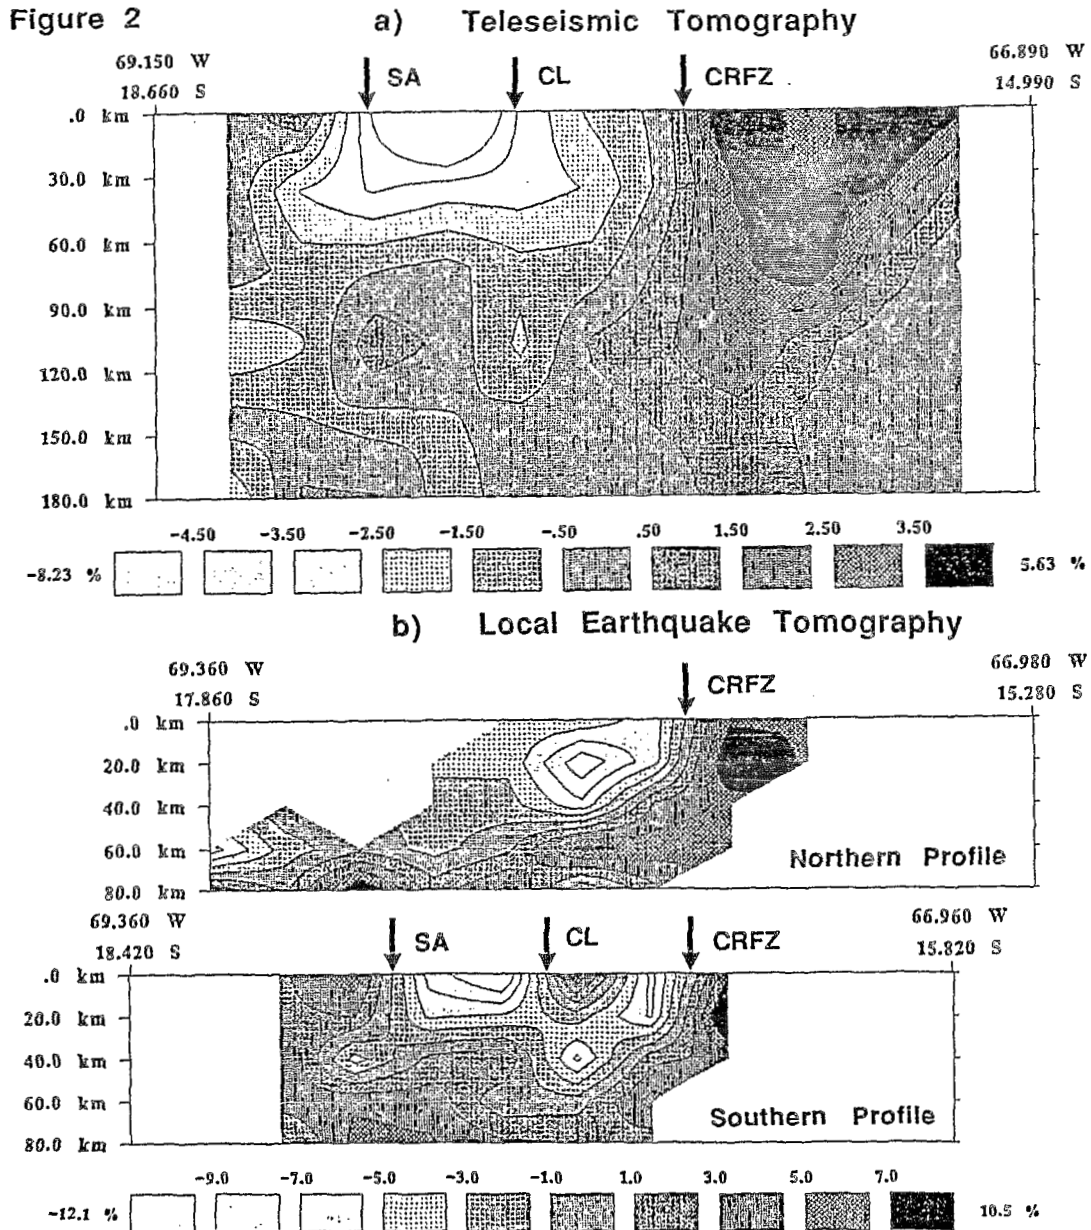 Figure 2
a) Teleseismic Tomography
69.150 W
18.660 S
SA
CL
CRFZ
66.890 W
14.990 S
.0 km
30.0 km
60.0 km
90.0 km
120.0 km
150.0 km
180.0 km
-4.50 -3.50 -2.50 -1.50 -.50 .50 1.50 2.50 3.50
-8.23 %
5.63 %
b) Local Earthquake Tomography
69.360 W
17.860 S
CRFZ
66.980 W
15.280 S
.0 km
20.0 km
40.0 km
60.0 km
80.0 km
Northern Profile
69.360 W
18.420 S
SA
CL
CRFZ
66.960 W
15.820 S
.0 km
20.0 km
40.0 km
60.0 km
80.0 km
Southern Profile
-9.0 -7.0 -5.0 -3.0 -1.0 1.0 3.0 5.0 7.0
-12.1 %
10.5 %